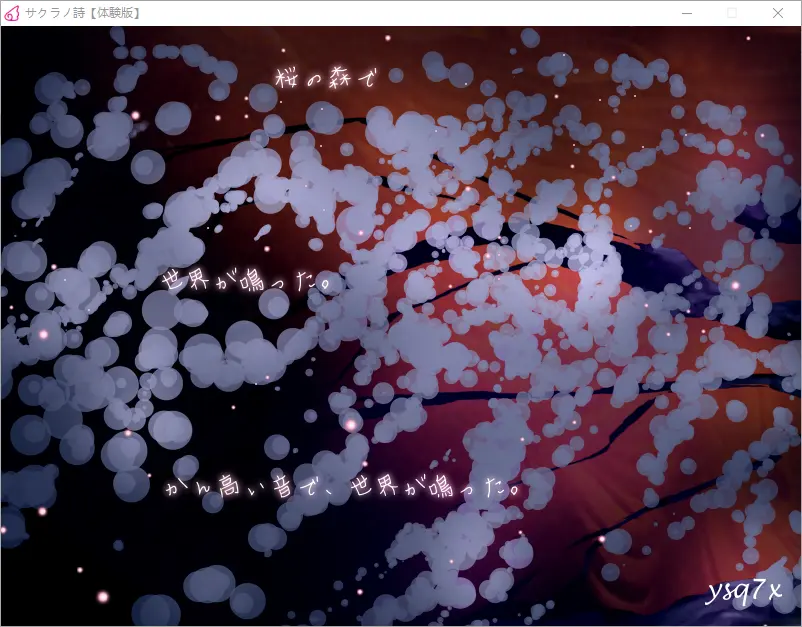 サクラノ詩【体験版】
桜の森で
世界が鳴った。
かん高い音で、世界が鳴った。
ysq7x